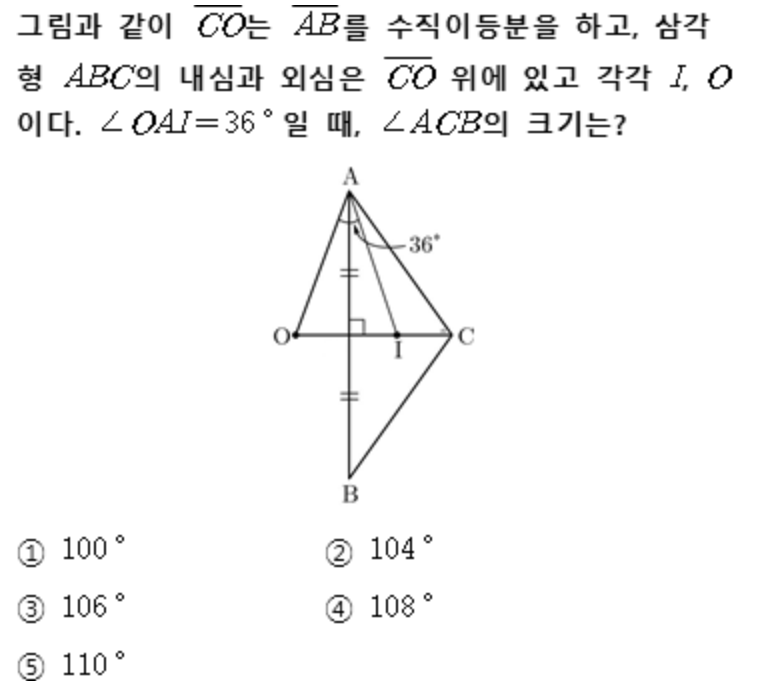 그림과 같이 CO는 AB를 수직이등분을 하고, 삼각
형 ABC의 내심과 외심은 CO 위에 있고 각각 I, O
이다. ∠OAI=36°일 때, ∠ACB의 크기는?
A
36°
O
I
C
B
① 100°
② 104°
③ 106°
④ 108°
⑤ 110°